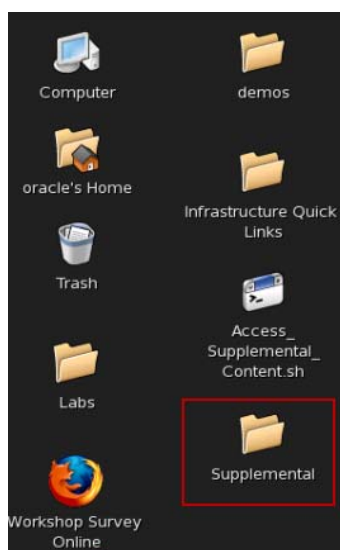 Computer
demos
oracle's Home
Infrastructure Quick
Links
Trash
Access_
Supplemental_
Content.sh
Labs
Supplemental
Workshop Survey
Online